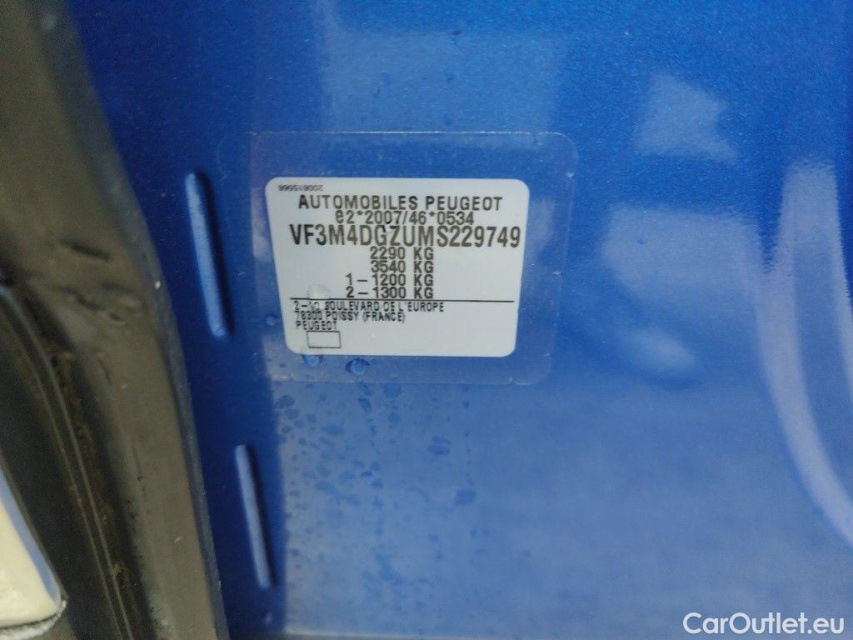 200615666
AUTOMOBILES PEUGEOT
e2*2007/46*0534
VF3M4DGZUMS229749
2290 KG
3540 KG
1-1200 KG
2-1300 KG
2-10 BOULEVARD DE L'EUROPE
78300 POISSY (FRANCE)
PEUGEOT
CarOutlet.eu